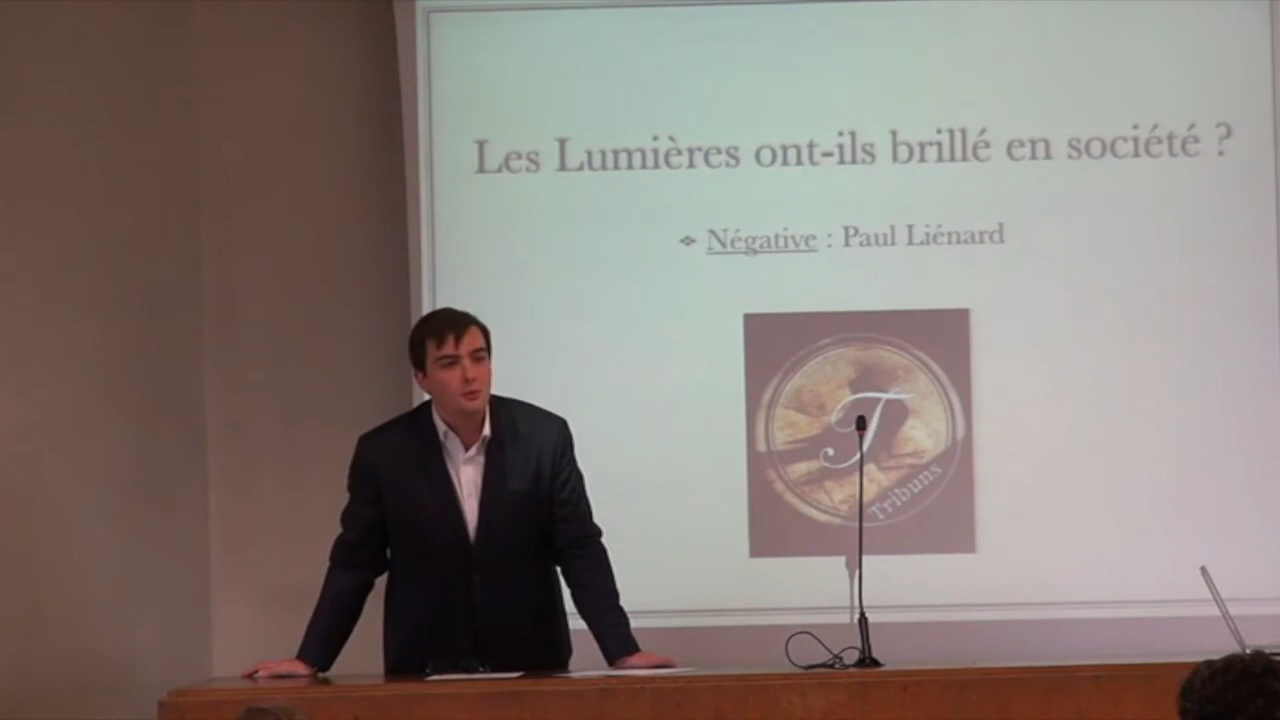 Les Lumières ont-ils brillé en société ?
Négative : Paul Liénard
T
Tribuns